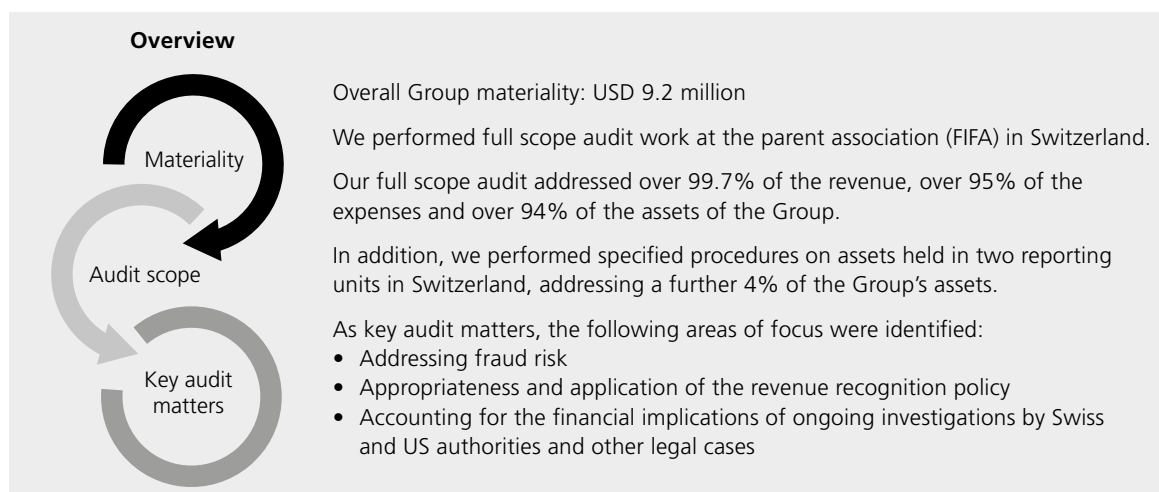 Overview
Materiality
Audit scope
Key audit
matters
Overall Group materiality: USD 9.2 million
We performed full scope audit work at the parent association (FIFA) in Switzerland.
Our full scope audit addressed over 99.7% of the revenue, over 95% of the
expenses and over 94% of the assets of the Group.
In addition, we performed specified procedures on assets held in two reporting
units in Switzerland, addressing a further 4% of the Group’s assets.
As key audit matters, the following areas of focus were identified:
• Addressing fraud risk
• Appropriateness and application of the revenue recognition policy
• Accounting for the financial implications of ongoing investigations by Swiss
and US authorities and other legal cases